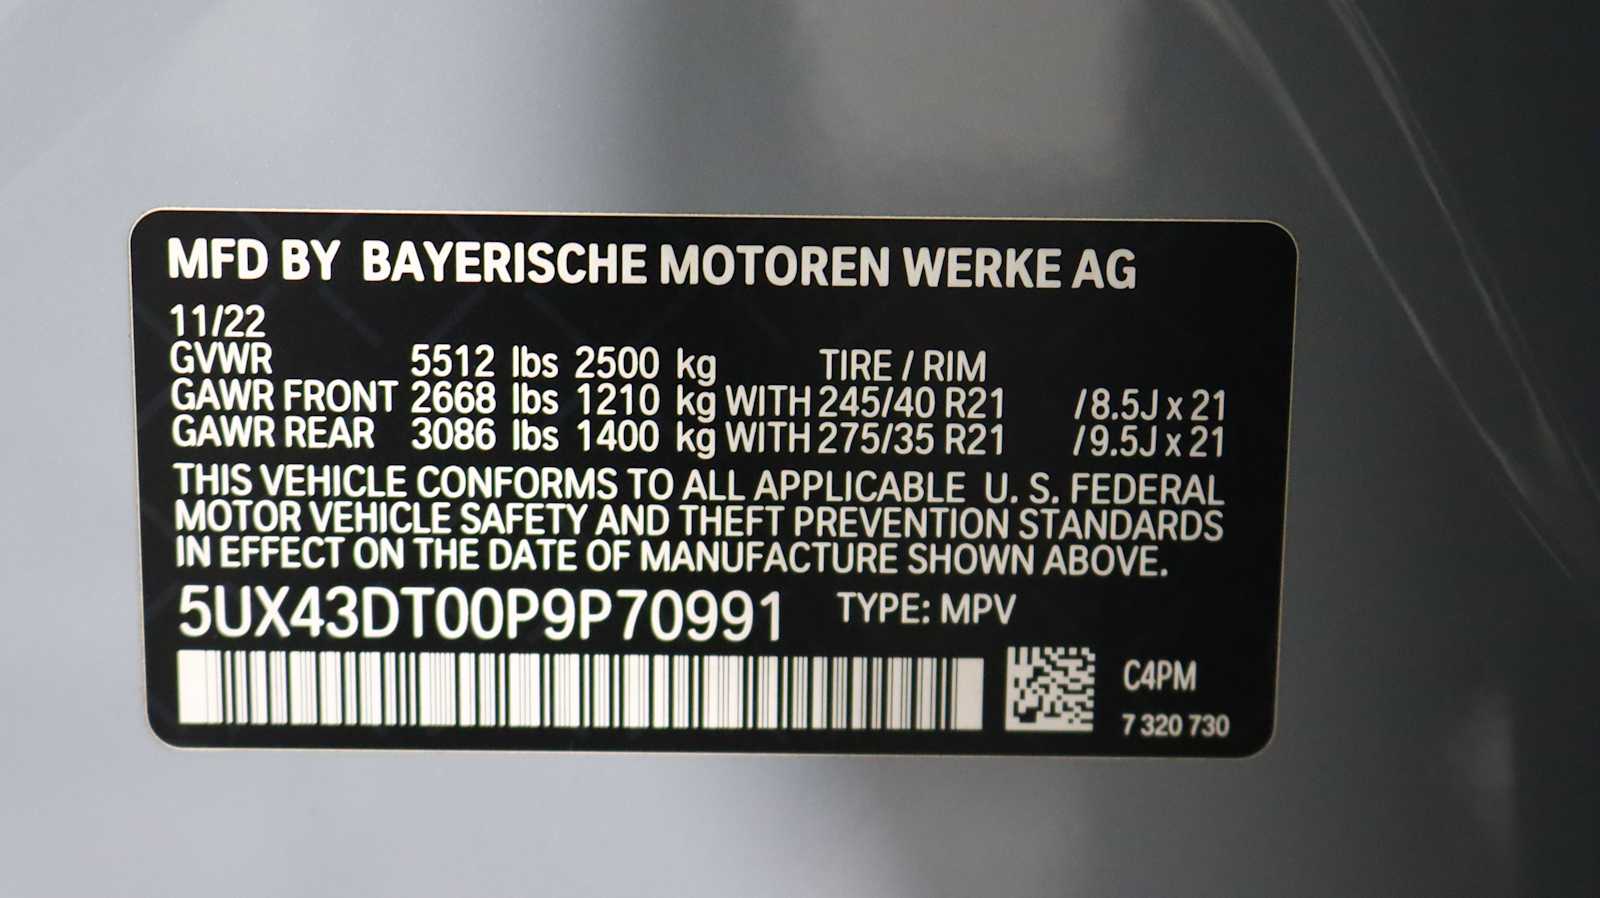 MFD BY BAYERISCHE MOTOREN WERKE AG
11/22
GVWR 5512 lbs 2500 kg TIRE / RIM
GAWR FRONT 2668 lbs 1210 kg WITH 245/40 R21 /8.5J x 21
GAWR REAR 3086 lbs 1400 kg WITH 275/35 R21 /9.5J x 21
THIS VEHICLE CONFORMS TO ALL APPLICABLE U. S. FEDERAL
MOTOR VEHICLE SAFETY AND THEFT PREVENTION STANDARDS
IN EFFECT ON THE DATE OF MANUFACTURE SHOWN ABOVE.
5UX43DT00P9P70991 TYPE: MPV
C4PM
7 320 730